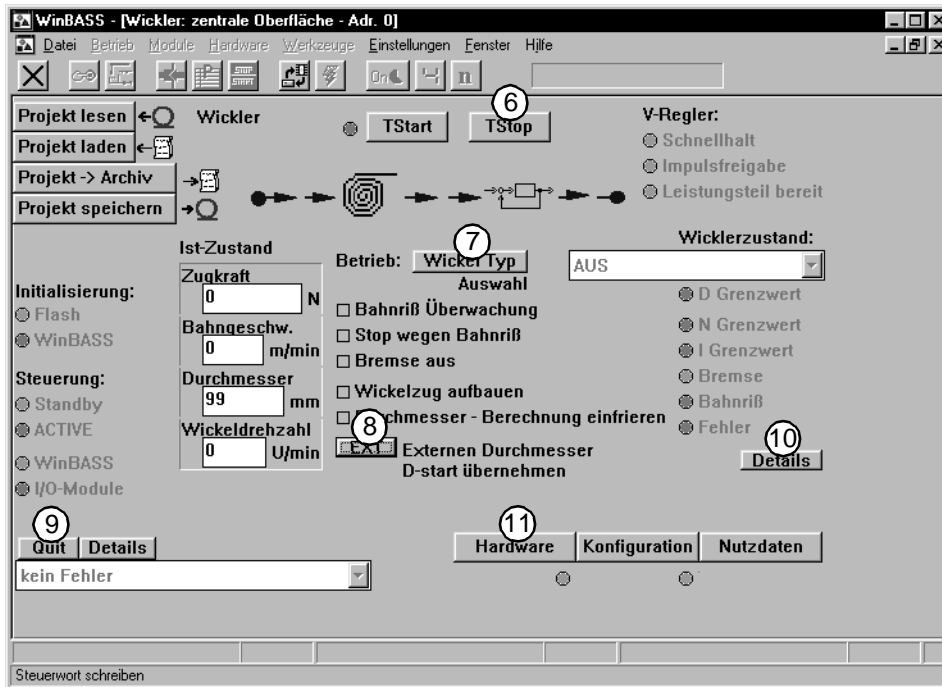 WinBASS - [Wickler: zentrale Oberfläche - Adr. 0]
Datei Betrieb Module Hardware Werkzeuge Einstellungen Fenster Hilfe
STOP
START
On
n
Projekt lesen
Projekt laden
Projekt -> Archiv
Projekt speichern
Wickler
TStart
6
TStop
V-Regler:
Schnellhalt
Impulsfreigabe
Leistungsteil bereit
Initialisierung:
Flash
WinBASS
Steuerung:
Standby
ACTIVE
WinBASS
I/O-Module
Ist-Zustand
Zugkraft
0 N
Bahngeschw.
0 m/min
Durchmesser
99 mm
Wickeldrehzahl
0 U/min
7
Betrieb: Wickler Typ
Auswahl
Bahnriß Überwachung
Stop wegen Bahnriß
Bremse aus
Wickelzug aufbauen
Durchmesser - Berechnung einfrieren
8
EXT Externen Durchmesser
D-start übernehmen
Wicklerzustand:
AUS
D Grenzwert
N Grenzwert
I Grenzwert
Bremse
Bahnriß
Fehler
10
Details
9
Quit Details
kein Fehler
11
Hardware Konfiguration Nutzdaten
Steuerwort schreiben